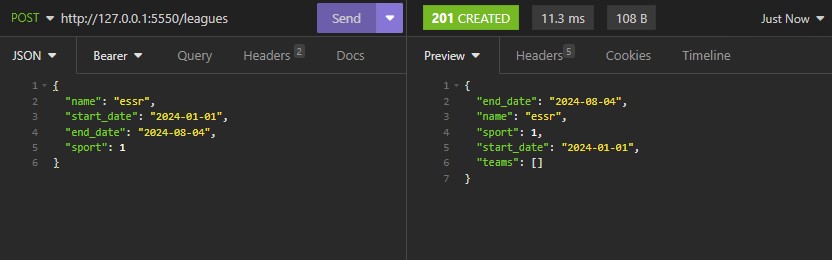 POST http://127.0.0.1:5550/leagues Send 201 CREATED 11.3 ms 108 B Just Now
JSON Bearer Query Headers 2 Docs Preview Headers 5 Cookies Timeline
1 {
2 "name": "essr",
3 "start_date": "2024-01-01",
4 "end_date": "2024-08-04",
5 "sport": 1
6 }
1 {
2 "end_date": "2024-08-04",
3 "name": "essr",
4 "sport": 1,
5 "start_date": "2024-01-01",
6 "teams": []
7 }